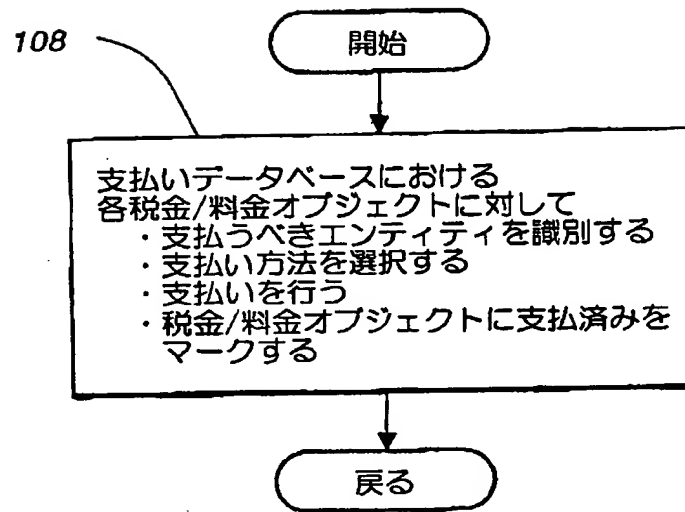 108
開始
支払いデータベースにおける
各税金/料金オブジェクトに対して
・支払うべきエンティティを識別する
・支払い方法を選択する
・支払いを行う
・税金/料金オブジェクトに支払済みを
マークする
戻る